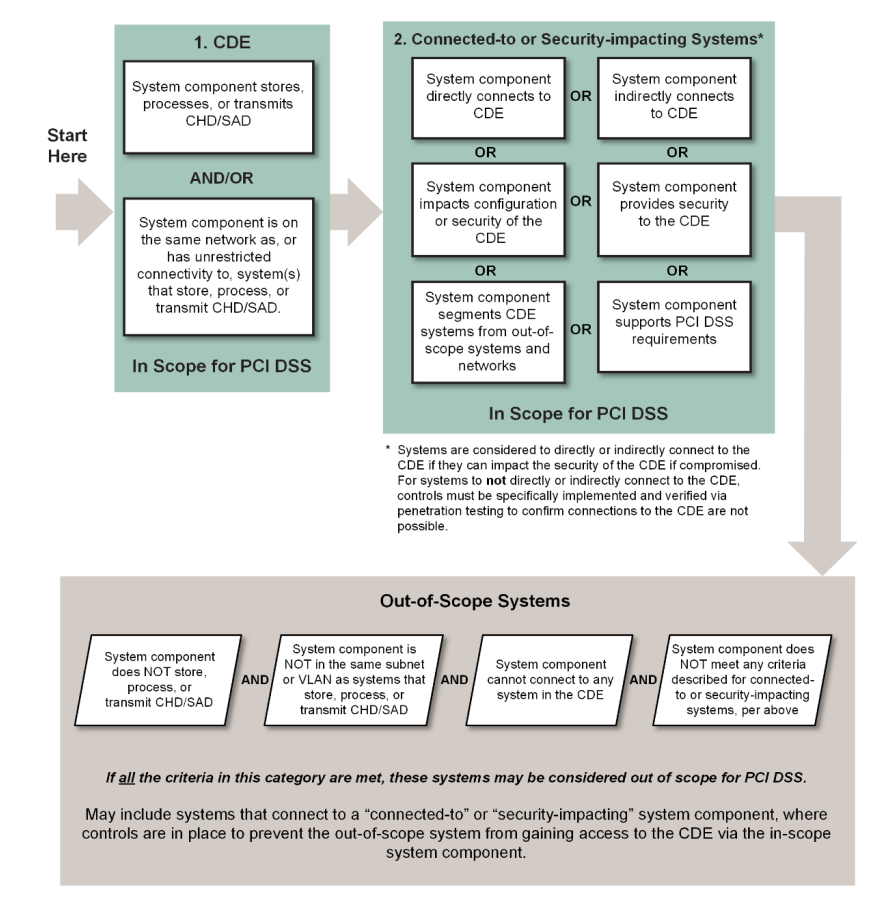 1. CDE
System component stores,
processes, or transmits
CHD/SAD
Start
Here
AND/OR
System component is on
the same network as, or
has unrestricted
connectivity to, system(s)
that store, process, or
transmit CHD/SAD.
In Scope for PCI DSS
2. Connected-to or Security-impacting Systems*
System component
directly connects to
CDE
OR
System component
indirectly connects
to CDE
OR
OR
System component
impacts configuration
or security of the
CDE
OR
System component
provides security
to the CDE
OR
OR
System component
segments CDE
systems from out-of-
scope systems and
networks
OR
System component
supports PCI DSS
requirements
In Scope for PCI DSS
* Systems are considered to directly or indirectly connect to the
CDE if they can impact the security of the CDE if compromised.
For systems to not directly or indirectly connect to the CDE,
controls must be specifically implemented and verified via
penetration testing to confirm connections to the CDE are not
possible.
Out-of-Scope Systems
System component
does NOT store,
process, or
transmit CHD/SAD
AND
System component is
NOT in the same subnet
or VLAN as systems that
store, process, or
transmit CHD/SAD
AND
System component
cannot connect to any
system in the CDE
AND
System component does
NOT meet any criteria
described for connected-
to or security-impacting
systems, per above
If all the criteria in this category are met, these systems may be considered out of scope for PCI DSS.
May include systems that connect to a “connected-to” or “security-impacting” system component, where
controls are in place to prevent the out-of-scope system from gaining access to the CDE via the in-scope
system component.